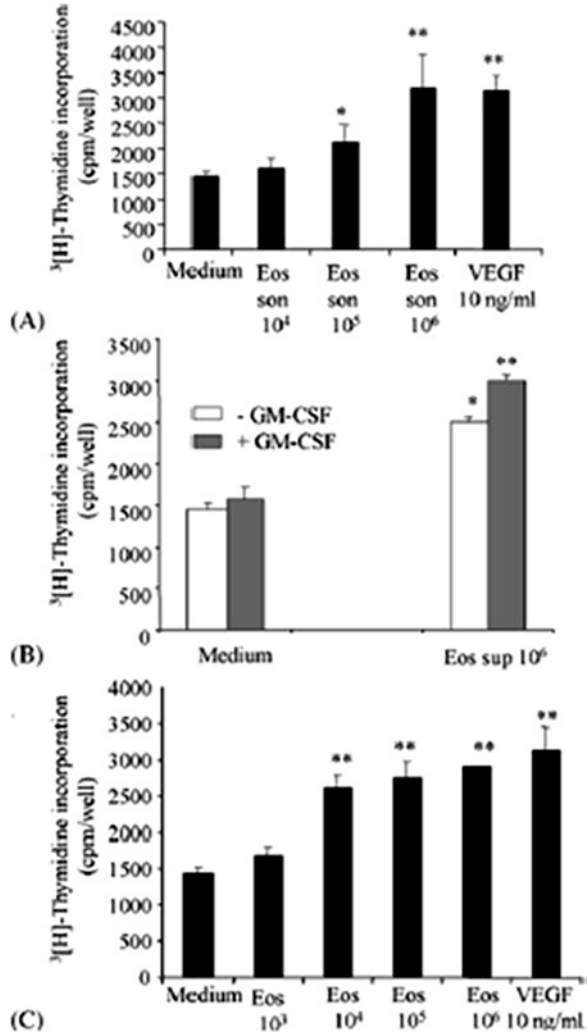 ³[H]-Thymidine incorporation
(cpm/well)
4500
4000
3500
3000
2500
2000
1500
1000
500
0
*
**
**
Medium Eos Eos Eos VEGF
son son son 10 ng/ml
10⁴ 10⁵ 10⁶
(A)
³[H]-Thymidine incorporation
(cpm/well)
3500
3000
2500
2000
1500
1000
500
0
- GM-CSF
+ GM-CSF
*
**
Medium Eos sup 10⁶
(B)
³[H]-Thymidine incorporation
(cpm/well)
4000
3500
3000
2500
2000
1500
1000
500
0
**
**
**
**
Medium Eos Eos Eos Eos VEGF
10³ 10⁴ 10⁵ 10⁶ 10 ng/ml
(C)